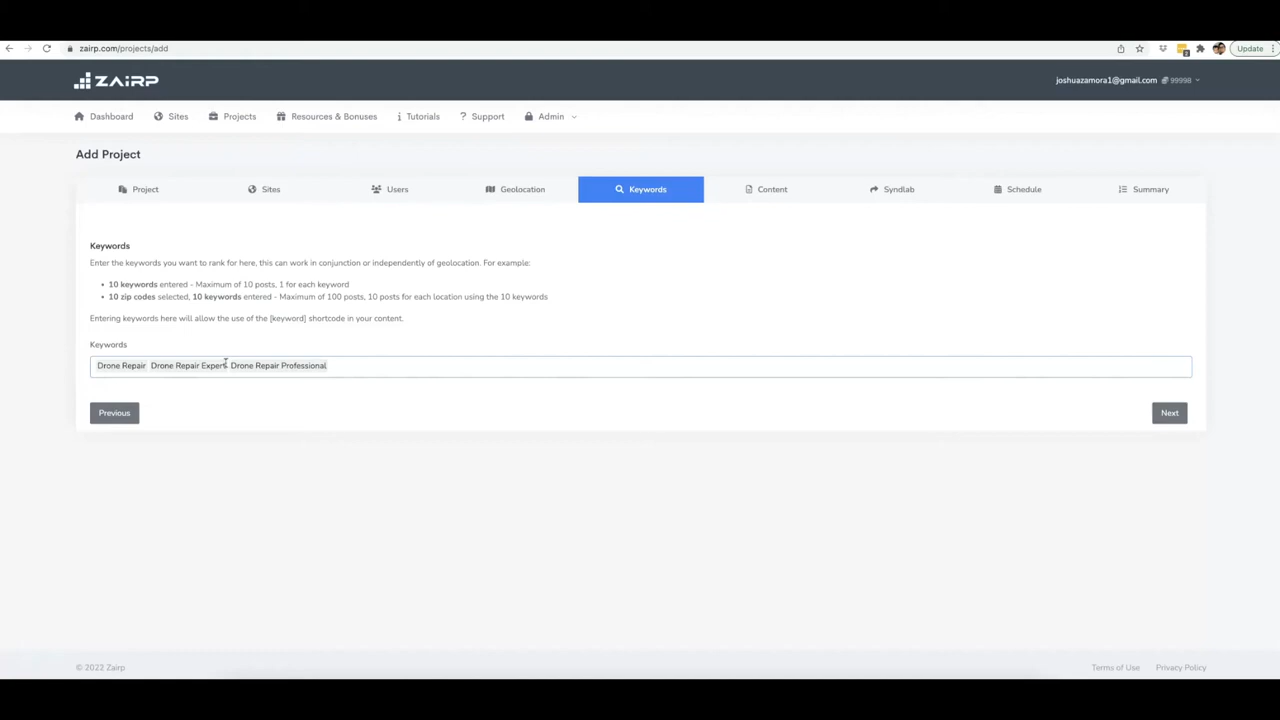 zairp.com/projects/add
Update
ZAiRP
joshuazamora1@gmail.com 99998
Dashboard Sites Projects Resources & Bonuses Tutorials Support Admin
Add Project
Project Sites Users Geolocation Keywords Content Syndlab Schedule Summary
Keywords
Enter the keywords you want to rank for here, this can work in conjunction or independently of geolocation. For example:
• 10 keywords entered - Maximum of 10 posts, 1 for each keyword
• 10 zip codes selected, 10 keywords entered - Maximum of 100 posts, 10 posts for each location using the 10 keywords
Entering keywords here will allow the use of the [keyword] shortcode in your content.
Keywords
Drone Repair Drone Repair Expert Drone Repair Professional
Previous Next
© 2022 Zairp Terms of Use Privacy Policy